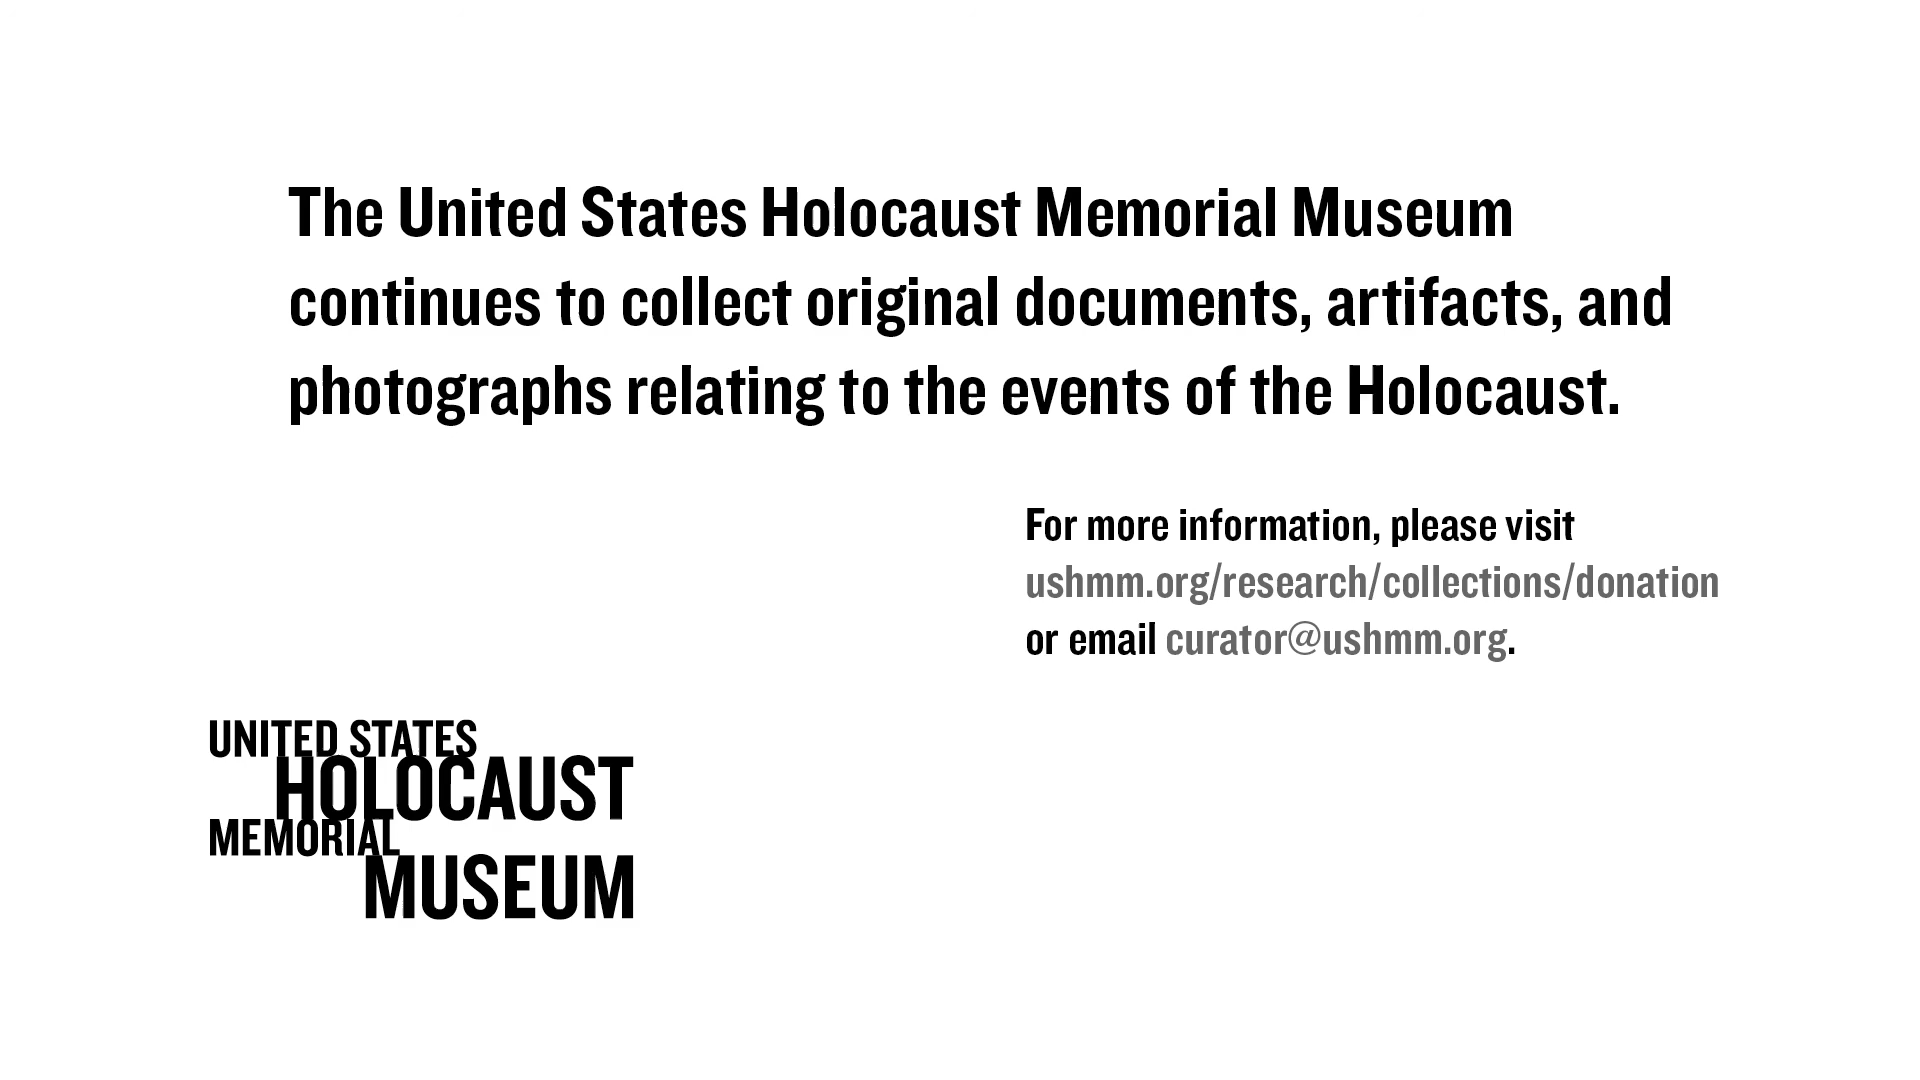 The United States Holocaust Memorial Museum
continues to collect original documents, artifacts, and
photographs relating to the events of the Holocaust.
For more information, please visit
ushmm.org/research/collections/donation
or email curator@ushmm.org.
UNITED STATES
HOLOCAUST
MEMORIAL
MUSEUM